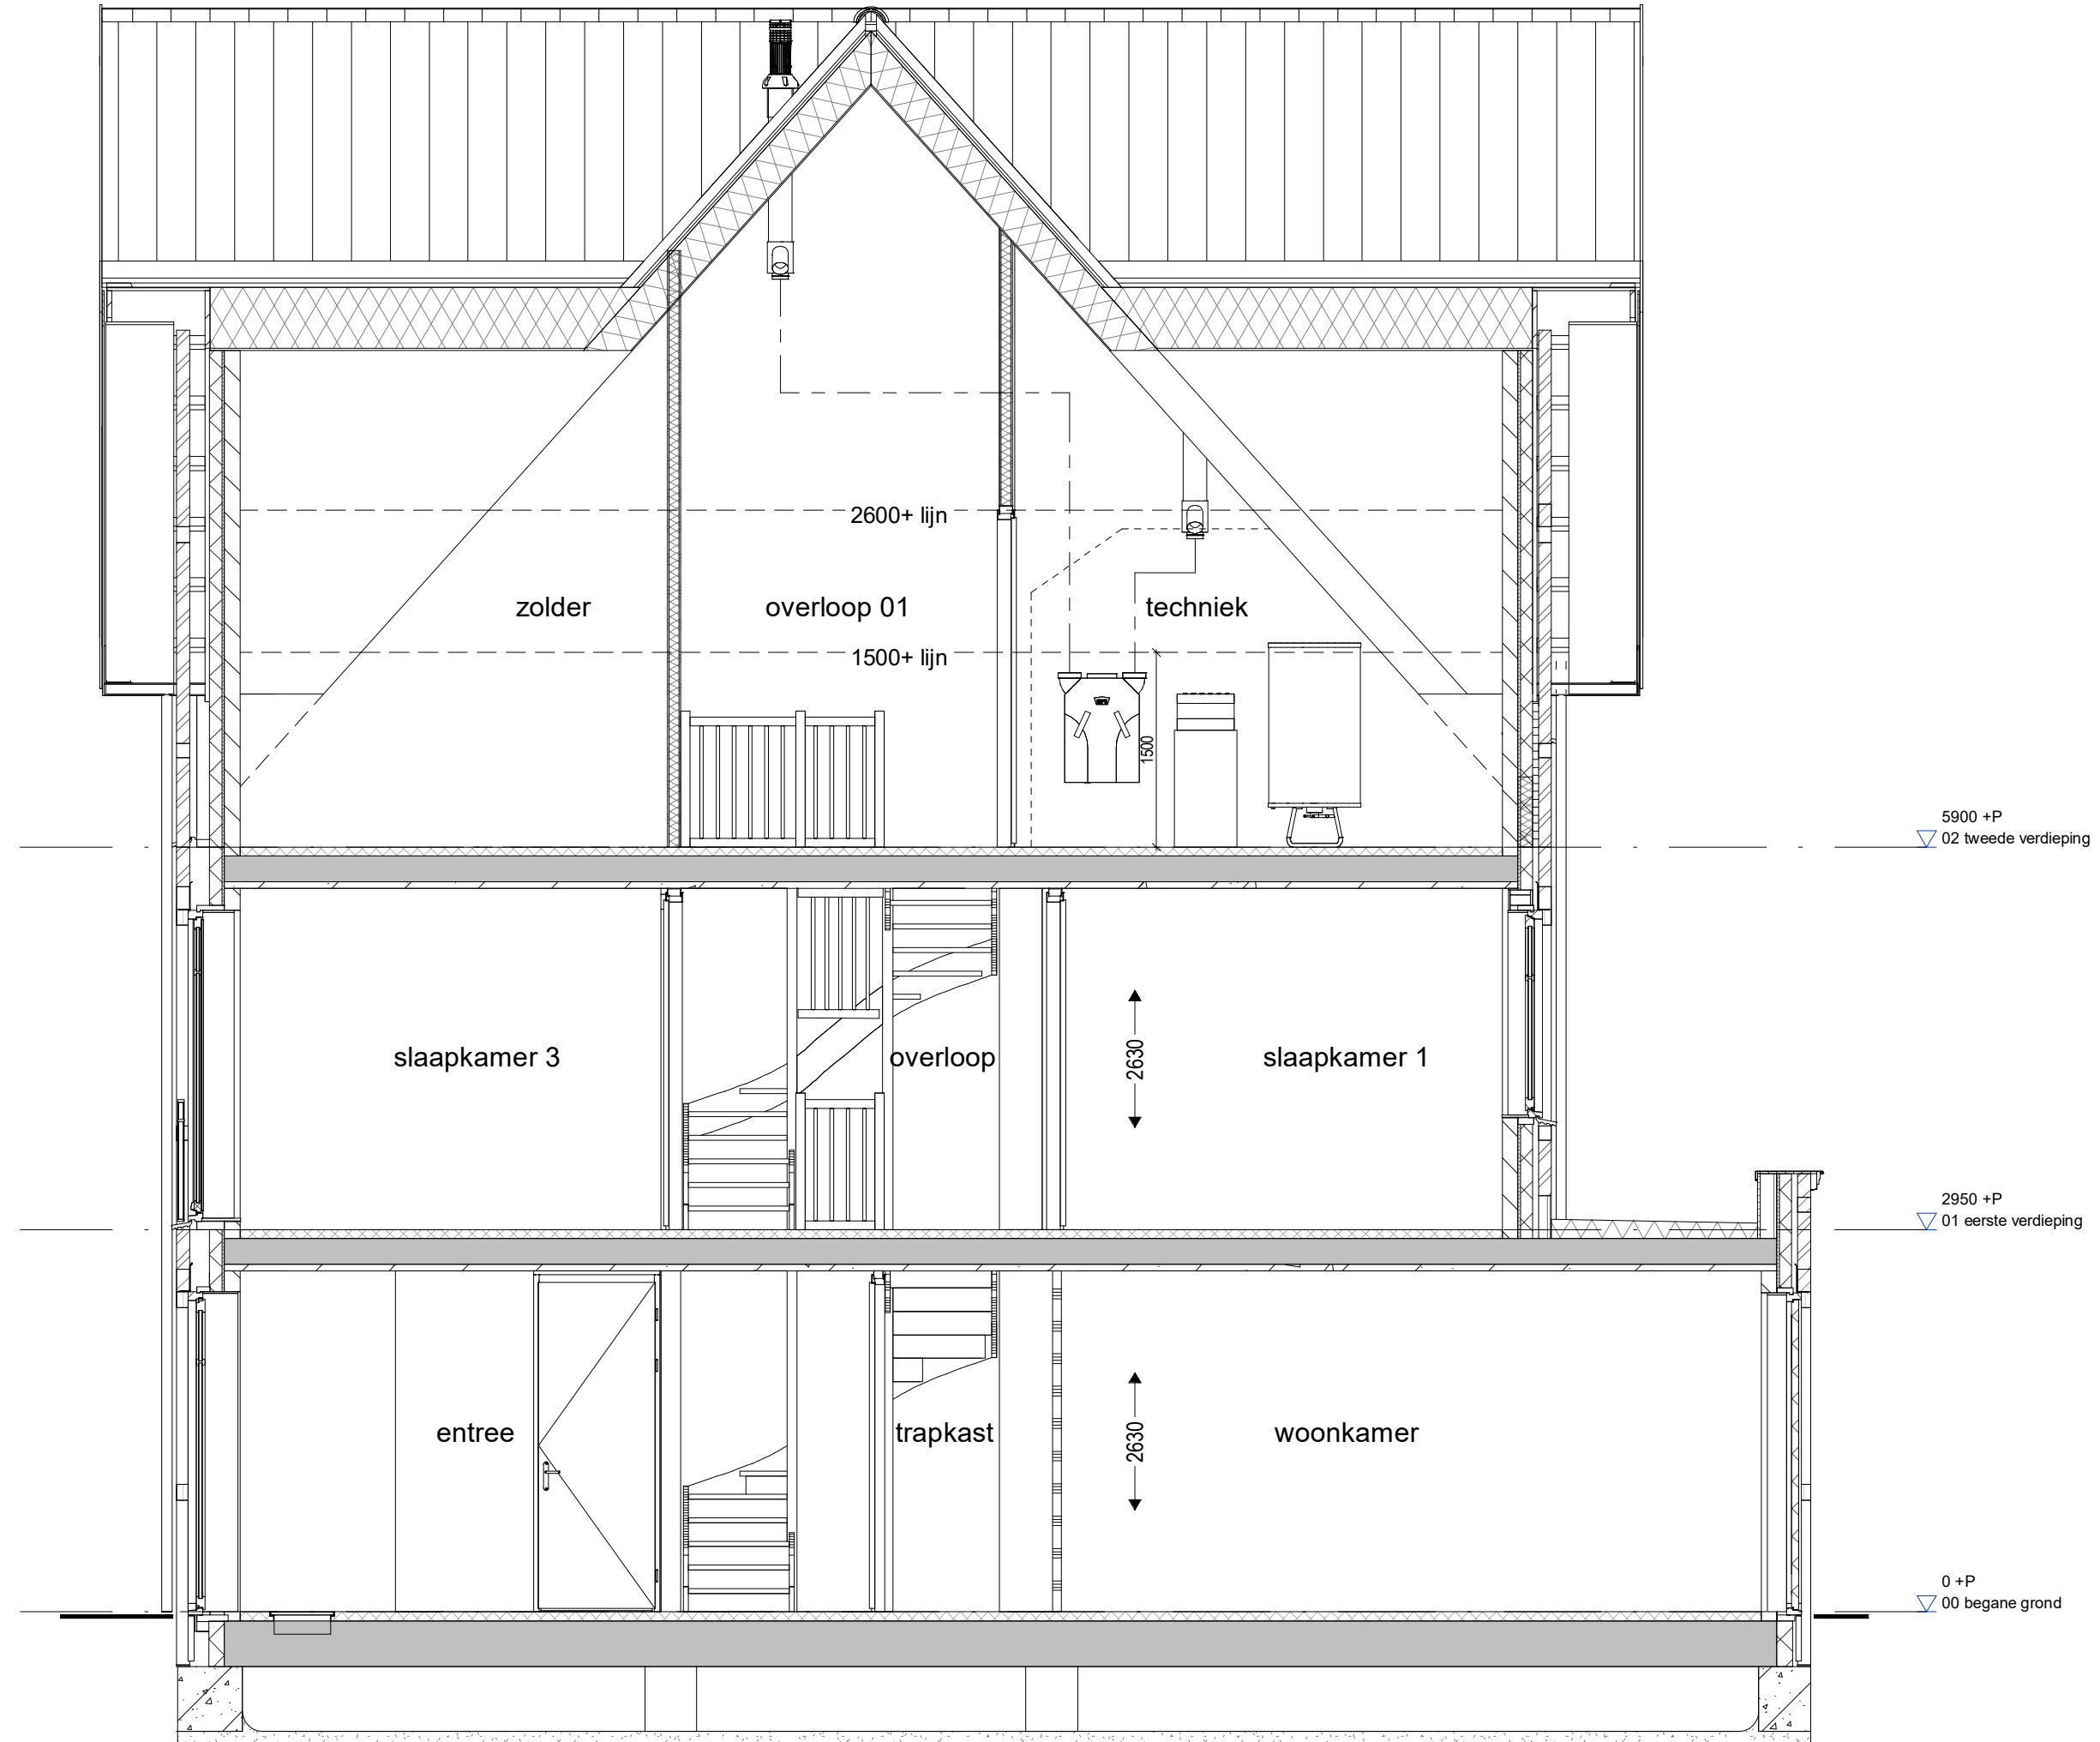 2600+ lijn
zolder
overloop 01
techniek
1500+ lijn
1500
5900 +P
02 tweede verdieping
slaapkamer 3
overloop
2630
slaapkamer 1
2950 +P
01 eerste verdieping
entree
trapkast
2630
woonkamer
0 +P
00 begane grond